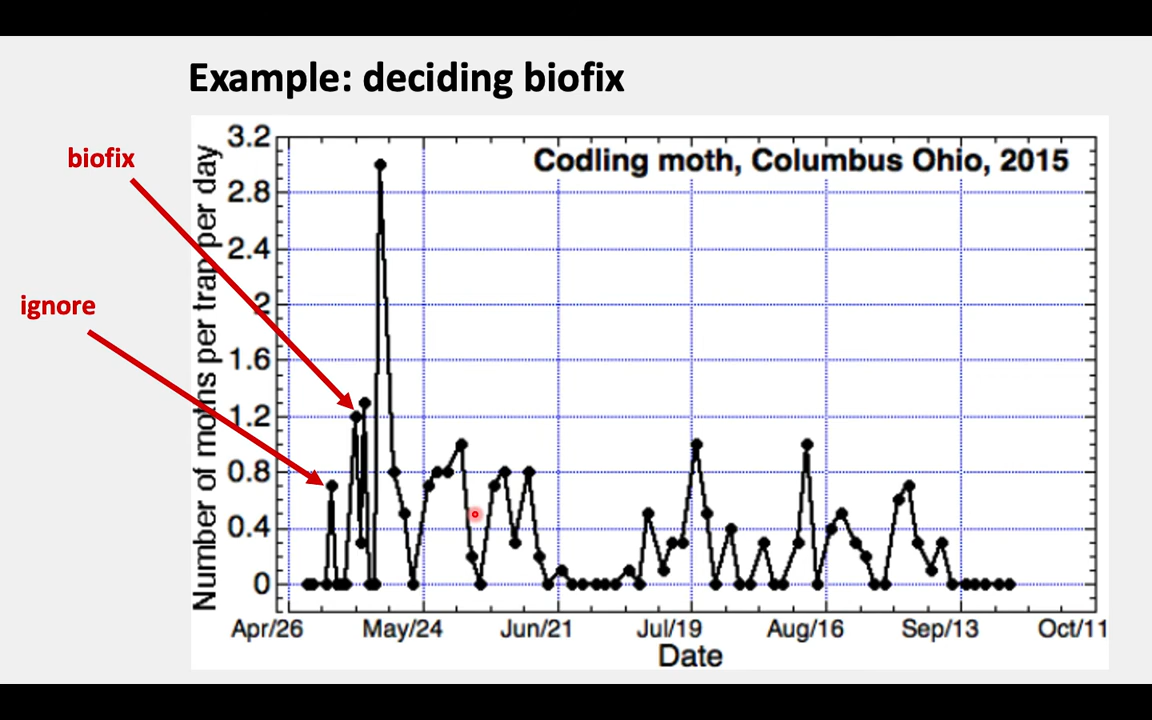 Example: deciding biofix
biofix
ignore
Codling moth, Columbus Ohio, 2015
Number of moths per trap per day
3.2
2.8
2.4
2
1.6
1.2
0.8
0.4
0
Apr/26 May/24 Jun/21 Jul/19 Aug/16 Sep/13 Oct/11
Date